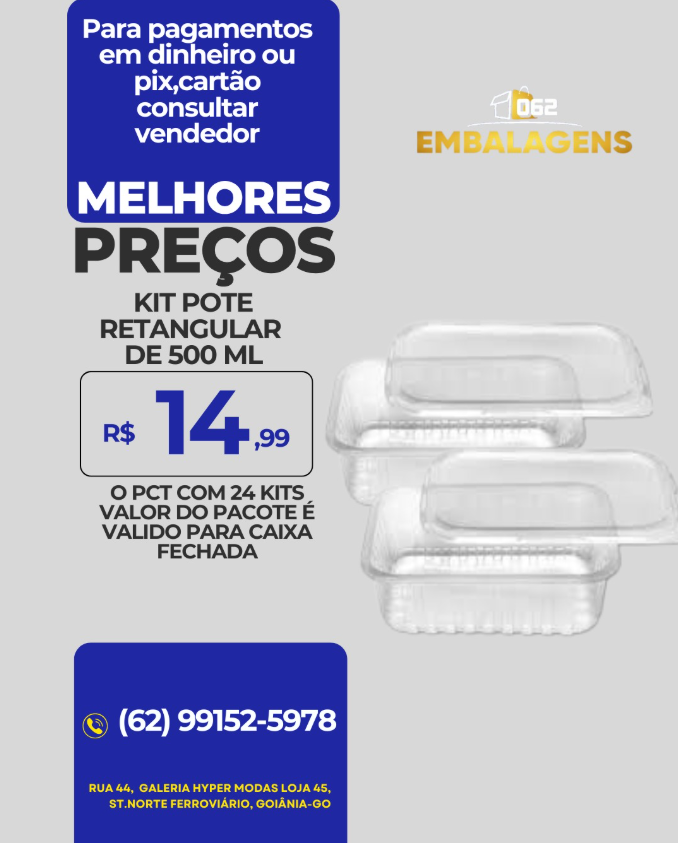 Para pagamentos
em dinheiro ou
pix,cartão
consultar
vendedor
MELHORES
PREÇOS
KIT POTE
RETANGULAR
DE 500 ML
R$ 14,99
O PCT COM 24 KITS
VALOR DO PACOTE É
VALIDO PARA CAIXA
FECHADA
D62
EMBALAGENS
(62) 99152-5978
RUA 44, GALERIA HYPER MODAS LOJA 45,
ST.NORTE FERROVIÁRIO, GOIÂNIA-GO